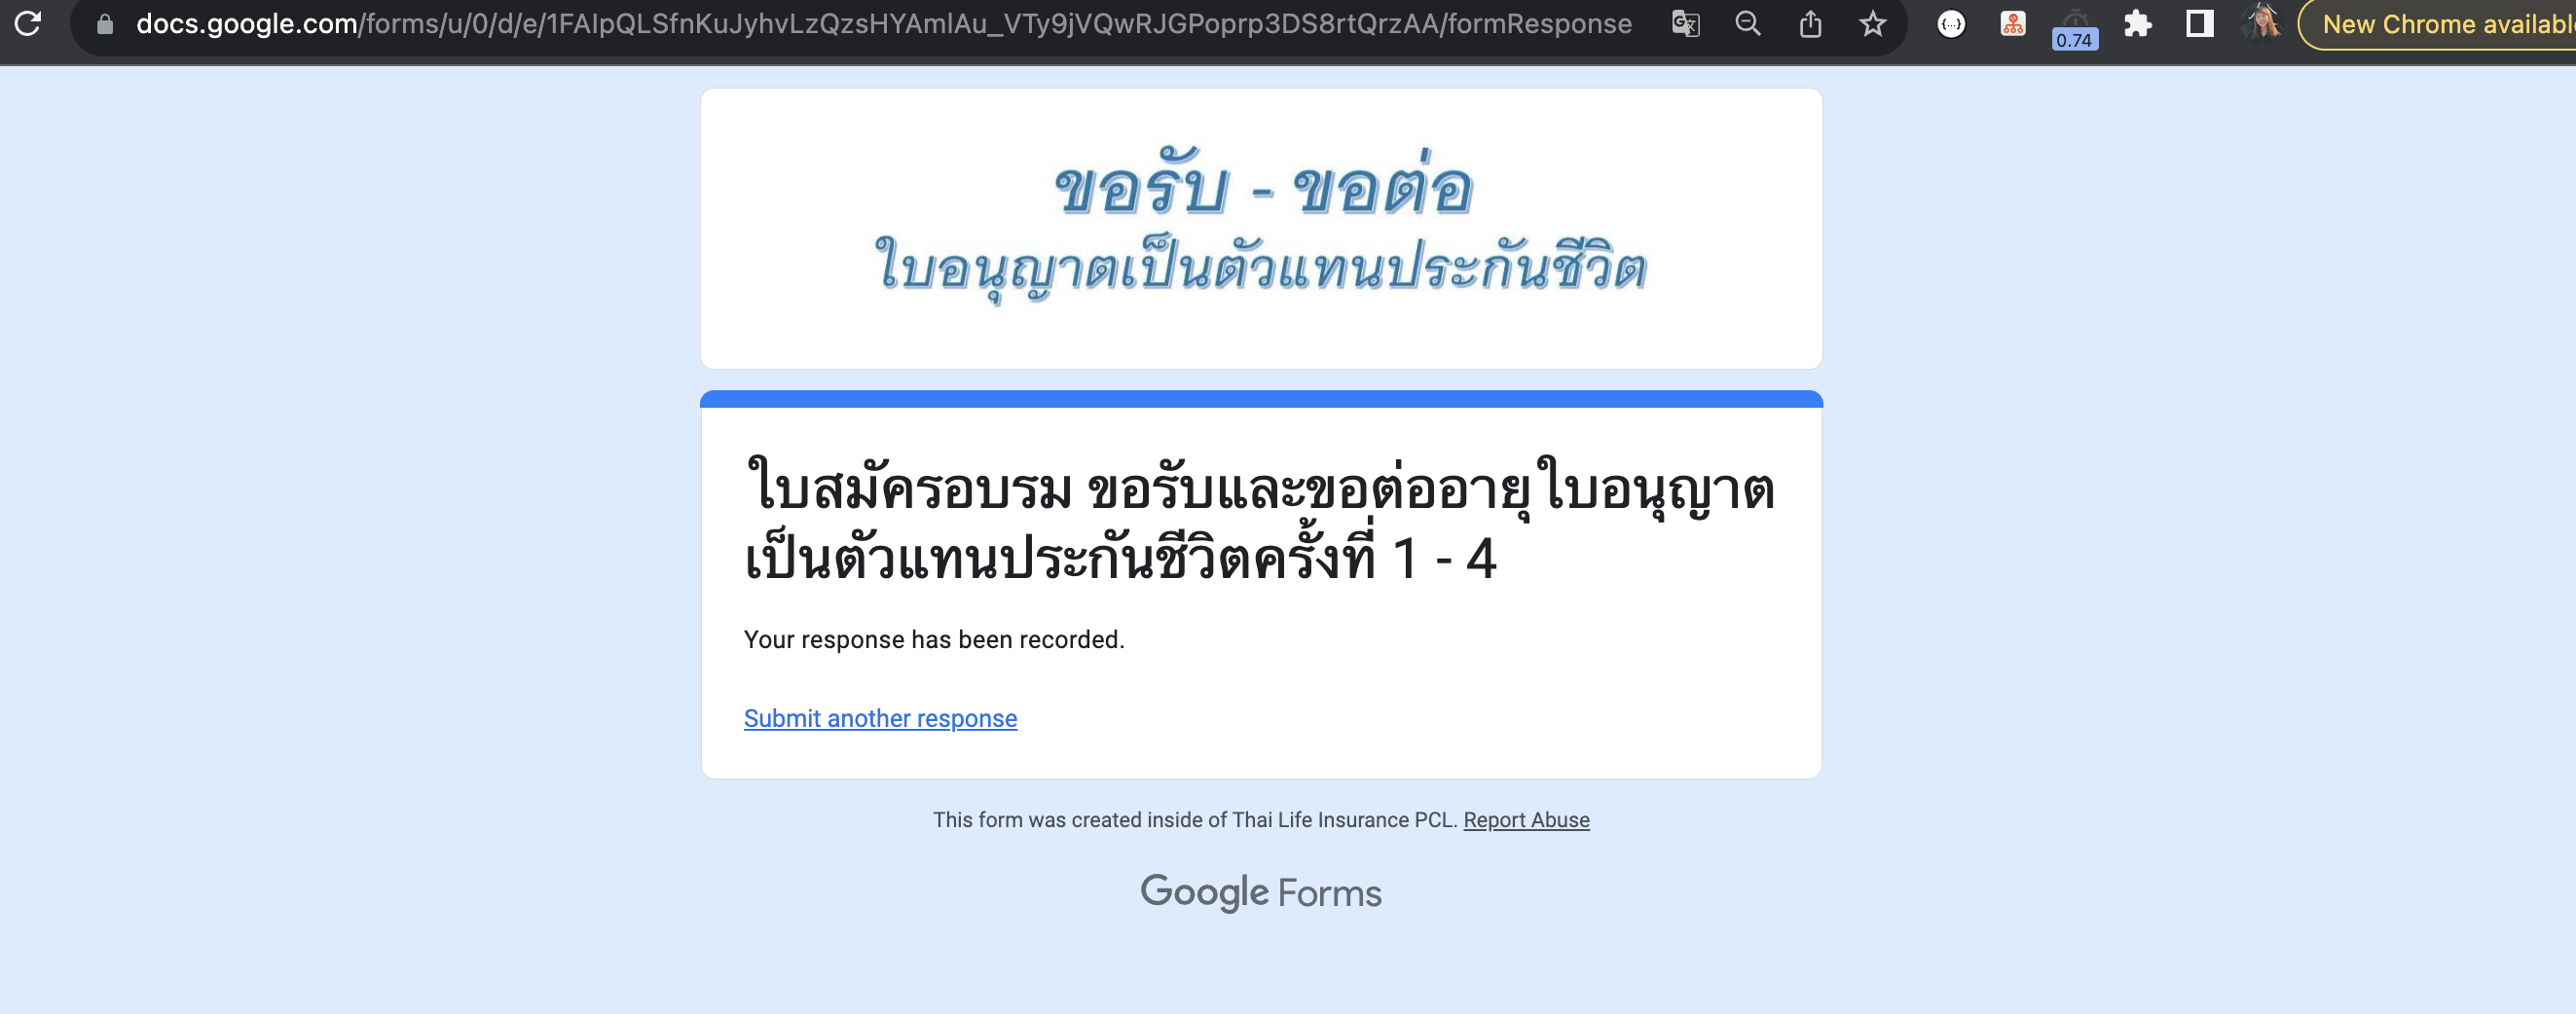 docs.google.com/forms/u/0/d/e/1FAIpQLSfnKuJyhvLzQzsHYAmlAu_VTy9jVQwRJGPoprp3DS8rtQrzAA/formResponse
0.74
New Chrome availabl
ขอรับ - ขอต่อ
ใบอนุญาตเป็นตัวแทนประกันชีวิต
ใบสมัครอบรม ขอรับและขอต่ออายุใบอนุญาต
เป็นตัวแทนประกันชีวิตครั้งที่ 1 - 4
Your response has been recorded.
Submit another response
This form was created inside of Thai Life Insurance PCL. Report Abuse
Google Forms